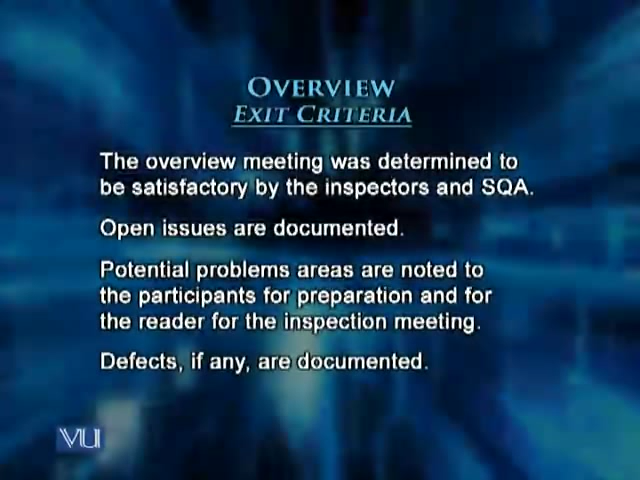 OVERVIEW
EXIT CRITERIA
The overview meeting was determined to
be satisfactory by the inspectors and SQA.
Open issues are documented.
Potential problems areas are noted to
the participants for preparation and for
the reader for the inspection meeting.
Defects, if any, are documented.
VU